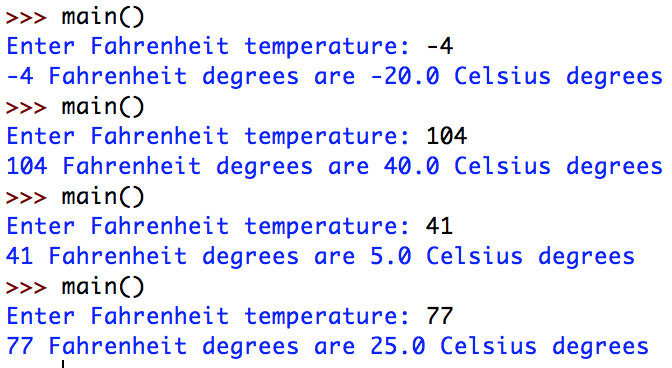 >>> main()
Enter Fahrenheit temperature: -4
-4 Fahrenheit degrees are -20.0 Celsius degrees
>>> main()
Enter Fahrenheit temperature: 104
104 Fahrenheit degrees are 40.0 Celsius degrees
>>> main()
Enter Fahrenheit temperature: 41
41 Fahrenheit degrees are 5.0 Celsius degrees
>>> main()
Enter Fahrenheit temperature: 77
77 Fahrenheit degrees are 25.0 Celsius degrees